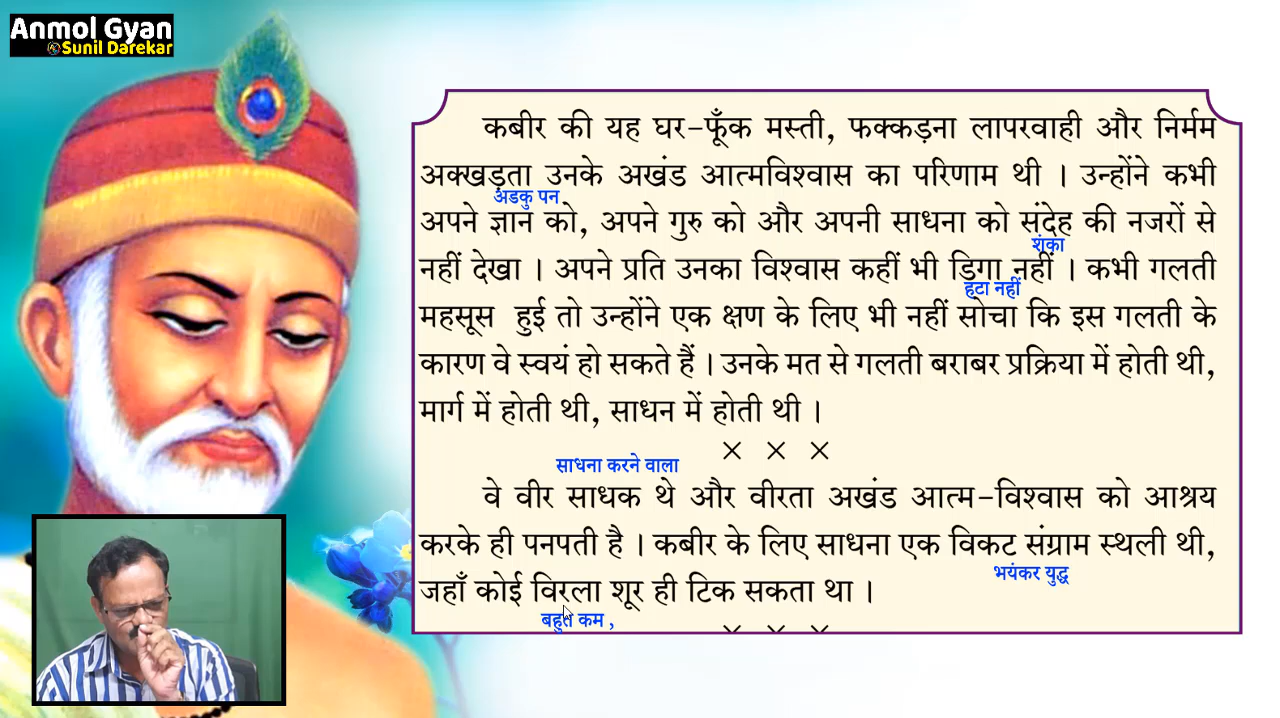 Anmol Gyan
Sunil Darekar
कबीर की यह घर-फूँक मस्ती, फक्कड़ना लापरवाही और निर्मम
अक्खड़ता उनके अखंड आत्मविश्वास का परिणाम थी । उन्होंने कभी
अडकु पन
अपने ज्ञान को, अपने गुरु को और अपनी साधना को संदेह की नजरों से
शंका
नहीं देखा । अपने प्रति उनका विश्वास कहीं भी डिगा नहीं । कभी गलती
हटा नहीं
महसूस हुई तो उन्होंने एक क्षण के लिए भी नहीं सोचा कि इस गलती के
कारण वे स्वयं हो सकते हैं । उनके मत से गलती बराबर प्रक्रिया में होती थी,
मार्ग में होती थी, साधन में होती थी ।
× × ×
साधना करने वाला
वे वीर साधक थे और वीरता अखंड आत्म-विश्वास को आश्रय
करके ही पनपती है । कबीर के लिए साधना एक विकट संग्राम स्थली थी,
भयंकर युद्ध
जहाँ कोई विरला शूर ही टिक सकता था ।
बहुत कम ,
× × ×